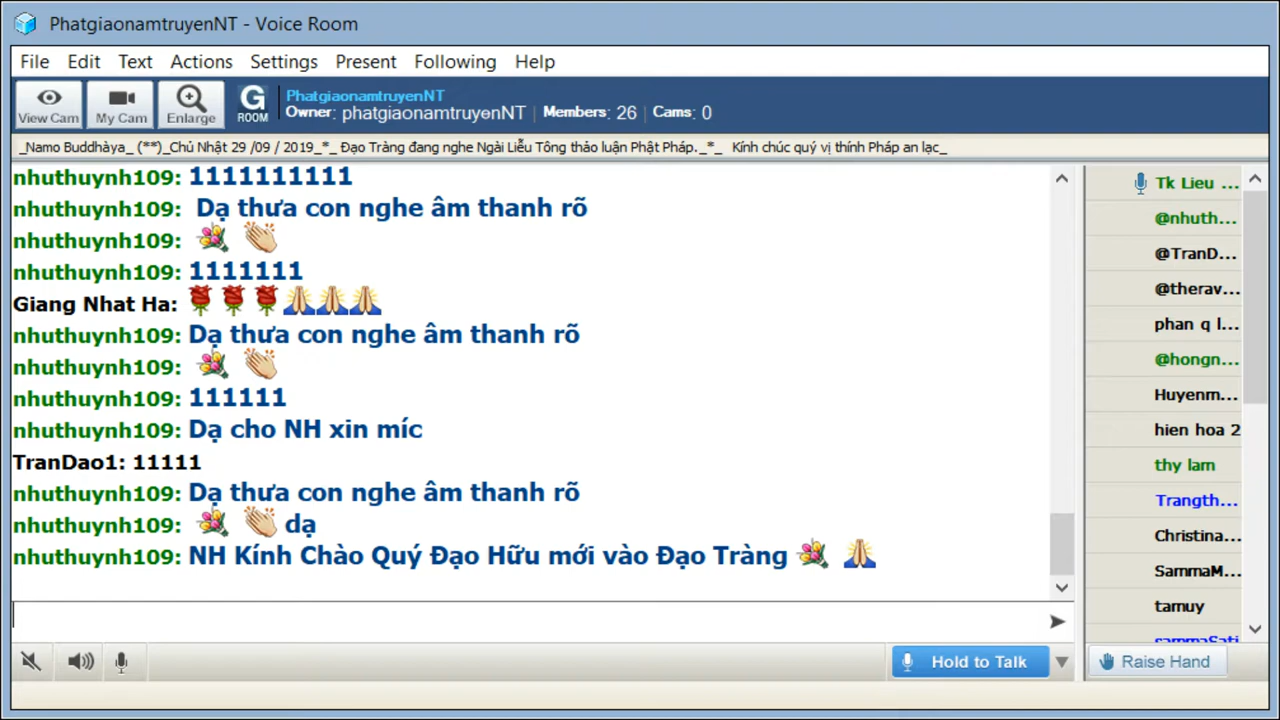 PhatgiaonamtruyenNT - Voice Room
File Edit Text Actions Settings Present Following Help
View Cam
My Cam
Enlarge
G ROOM
PhatgiaonamtruyenNT
Owner: phatgiaonamtruyenNT | Members: 26 | Cams: 0
_Namo Buddhàya_ (**)_Chủ Nhật 29 /09 / 2019_*_ Đạo Tràng đang nghe Ngài Liễu Tông thảo luận Phật Pháp._*_ Kính chúc quý vị thính Pháp an lạc_
nhuthuynh109: 1111111111
nhuthuynh109: Dạ thưa con nghe âm thanh rõ
nhuthuynh109: 💐 👏
nhuthuynh109: 1111111
Giang Nhat Ha: 🌹🌹🌹🙏🙏🙏
nhuthuynh109: Dạ thưa con nghe âm thanh rõ
nhuthuynh109: 💐 👏
nhuthuynh109: 111111
nhuthuynh109: Dạ cho NH xin míc
TranDao1: 11111
nhuthuynh109: Dạ thưa con nghe âm thanh rõ
nhuthuynh109: 💐 👏 dạ
nhuthuynh109: NH Kính Chào Quý Đạo Hữu mới vào Đạo Tràng 💐 🙏
Tk Lieu ...
@nhuth...
@TranD...
@therav...
phan q l...
@hongn...
Huyenm...
hien hoa 2
thy lam
Trangth...
Christina...
SammaM...
tamuy
sammaSati
Hold to Talk
Raise Hand